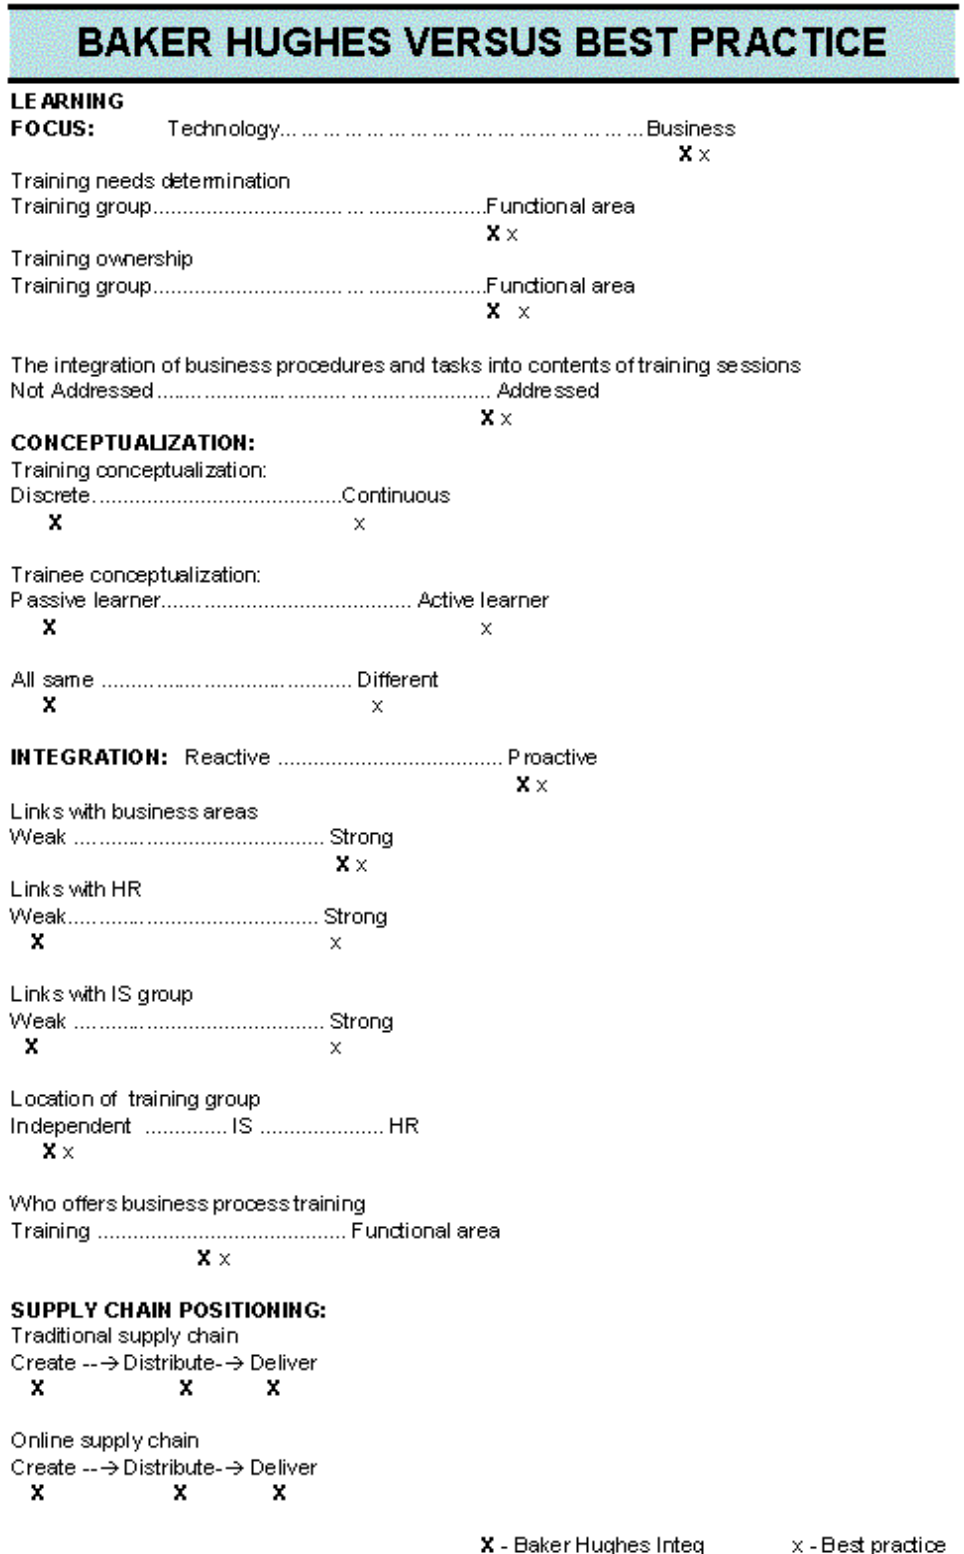 BAKER HUGHES VERSUS BEST PRACTICE
LEARNING
FOCUS: Technology... ... ... ... ... ... ... ... ... ... ... ... ... ... ... ... ...Business
X x
Training needs determination
Training group................................ ... ....................Functional area
X x
Training ownership
Training group................................ ... ....................Functional area
X x
The integration of business procedures and tasks into contents of training sessions
Not Addressed................................ ... ..................... Addressed
X x
CONCEPTUALIZATION:
Training conceptualization:
Discrete..........................................Continuous
X x
Trainee conceptualization:
Passive learner.......................................... Active learner
X x
All same .......................................... Different
X x
INTEGRATION: Reactive ...................................... Proactive
X x
Links with business areas
Weak .......................................... Strong
X x
Links with HR
Weak.......................................... Strong
X x
Links with IS group
Weak .......................................... Strong
X x
Location of training group
Independent .............. IS ..................... HR
X x
Who offers business process training
Training .......................................... Functional area
X x
SUPPLY CHAIN POSITIONING:
Traditional supply chain
Create --→ Distribute-→ Deliver
X X X
Online supply chain
Create --→ Distribute-→ Deliver
X X X
X - Baker Hughes Integ x - Best practice